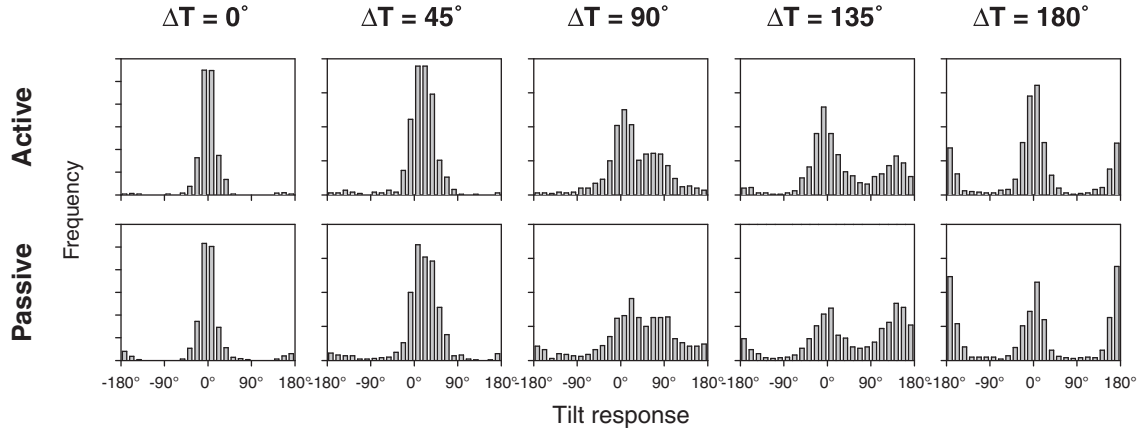 ΔT = 0° ΔT = 45° ΔT = 90° ΔT = 135° ΔT = 180°
Active
Passive
Frequency
-180° -90° 0° 90° 180° -180° -90° 0° 90° 180° -180° -90° 0° 90° 180° -180° -90° 0° 90° 180° -180° -90° 0° 90° 180°
Tilt response